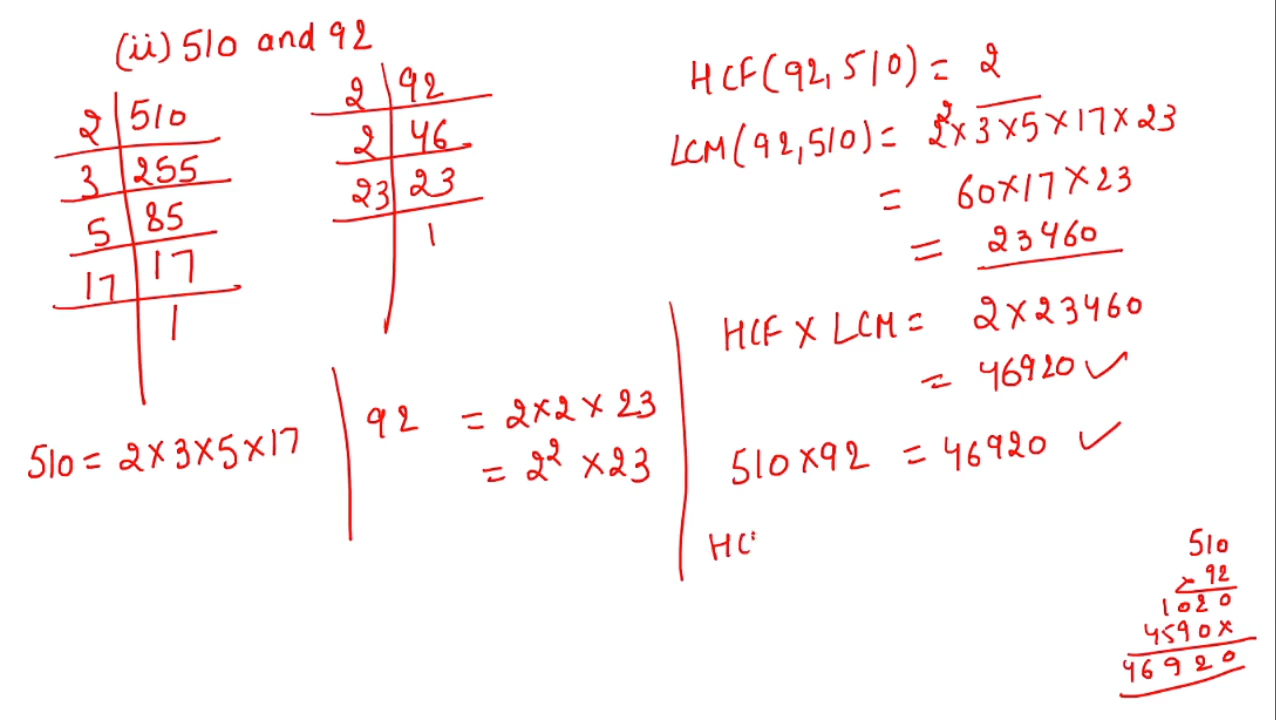 (ii) 510 and 92
2 | 510
3 | 255
5 | 85
17 | 17
1
2 | 92
2 | 46
23 | 23
1
510 = 2×3×5×17
92 = 2×2×23
= 2² ×23
HCF(92, 510) = 2
LCM(92,510) = 2²×3×5×17×23
= 60×17×23
= 23460
HCF × LCM = 2×23460
= 46920 ✓
510×92 = 46920 ✓
HC
510
× 92
1020
4590×
46920